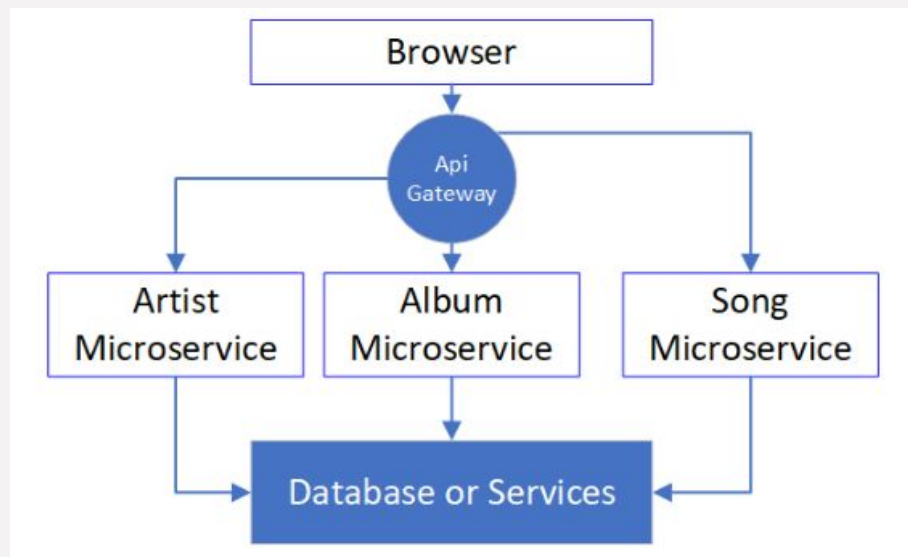 Browser
Api
Gateway
Artist
Microservice
Album
Microservice
Song
Microservice
Database or Services